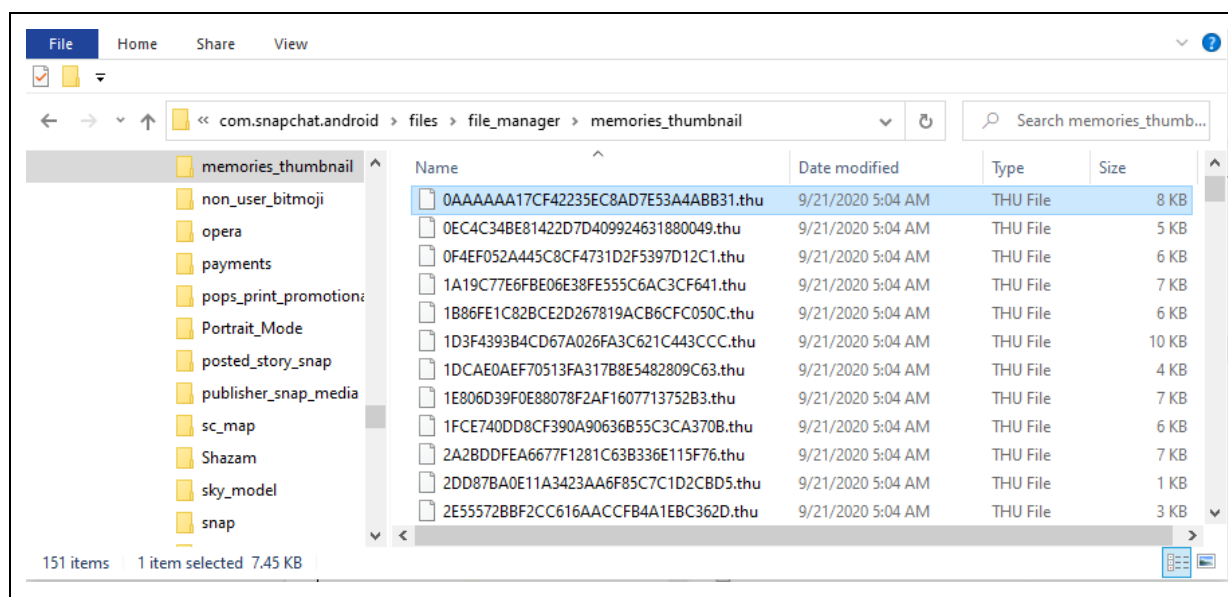 File Home Share View
« com.snapchat.android > files > file_manager > memories_thumbnail
Search memories_thumb...
Name Date modified Type Size
memories_thumbnail
non_user_bitmoji
opera
payments
pops_print_promotiona
Portrait_Mode
posted_story_snap
publisher_snap_media
sc_map
Shazam
sky_model
snap
0AAAAAA17CF42235EC8AD7E53A4ABB31.thu 9/21/2020 5:04 AM THU File 8 KB
0EC4C34BE81422D7D409924631880049.thu 9/21/2020 5:04 AM THU File 5 KB
0F4EF052A445C8CF4731D2F5397D12C1.thu 9/21/2020 5:04 AM THU File 6 KB
1A19C77E6FBE06E38FE555C6AC3CF641.thu 9/21/2020 5:04 AM THU File 7 KB
1B86FE1C82BCE2D267819ACB6CFC050C.thu 9/21/2020 5:04 AM THU File 6 KB
1D3F4393B4CD67A026FA3C621C443CCC.thu 9/21/2020 5:04 AM THU File 10 KB
1DCAE0AEF70513FA317B8E5482809C63.thu 9/21/2020 5:04 AM THU File 4 KB
1E806D39F0E88078F2AF1607713752B3.thu 9/21/2020 5:04 AM THU File 7 KB
1FCE740DD8CF390A90636B55C3CA370B.thu 9/21/2020 5:04 AM THU File 6 KB
2A2BDDFEA6677F1281C63B336E115F76.thu 9/21/2020 5:04 AM THU File 7 KB
2DD87BA0E11A3423AA6F85C7C1D2CBD5.thu 9/21/2020 5:04 AM THU File 1 KB
2E55572BBF2CC616AACCFB4A1EBC362D.thu 9/21/2020 5:04 AM THU File 3 KB
151 items 1 item selected 7.45 KB